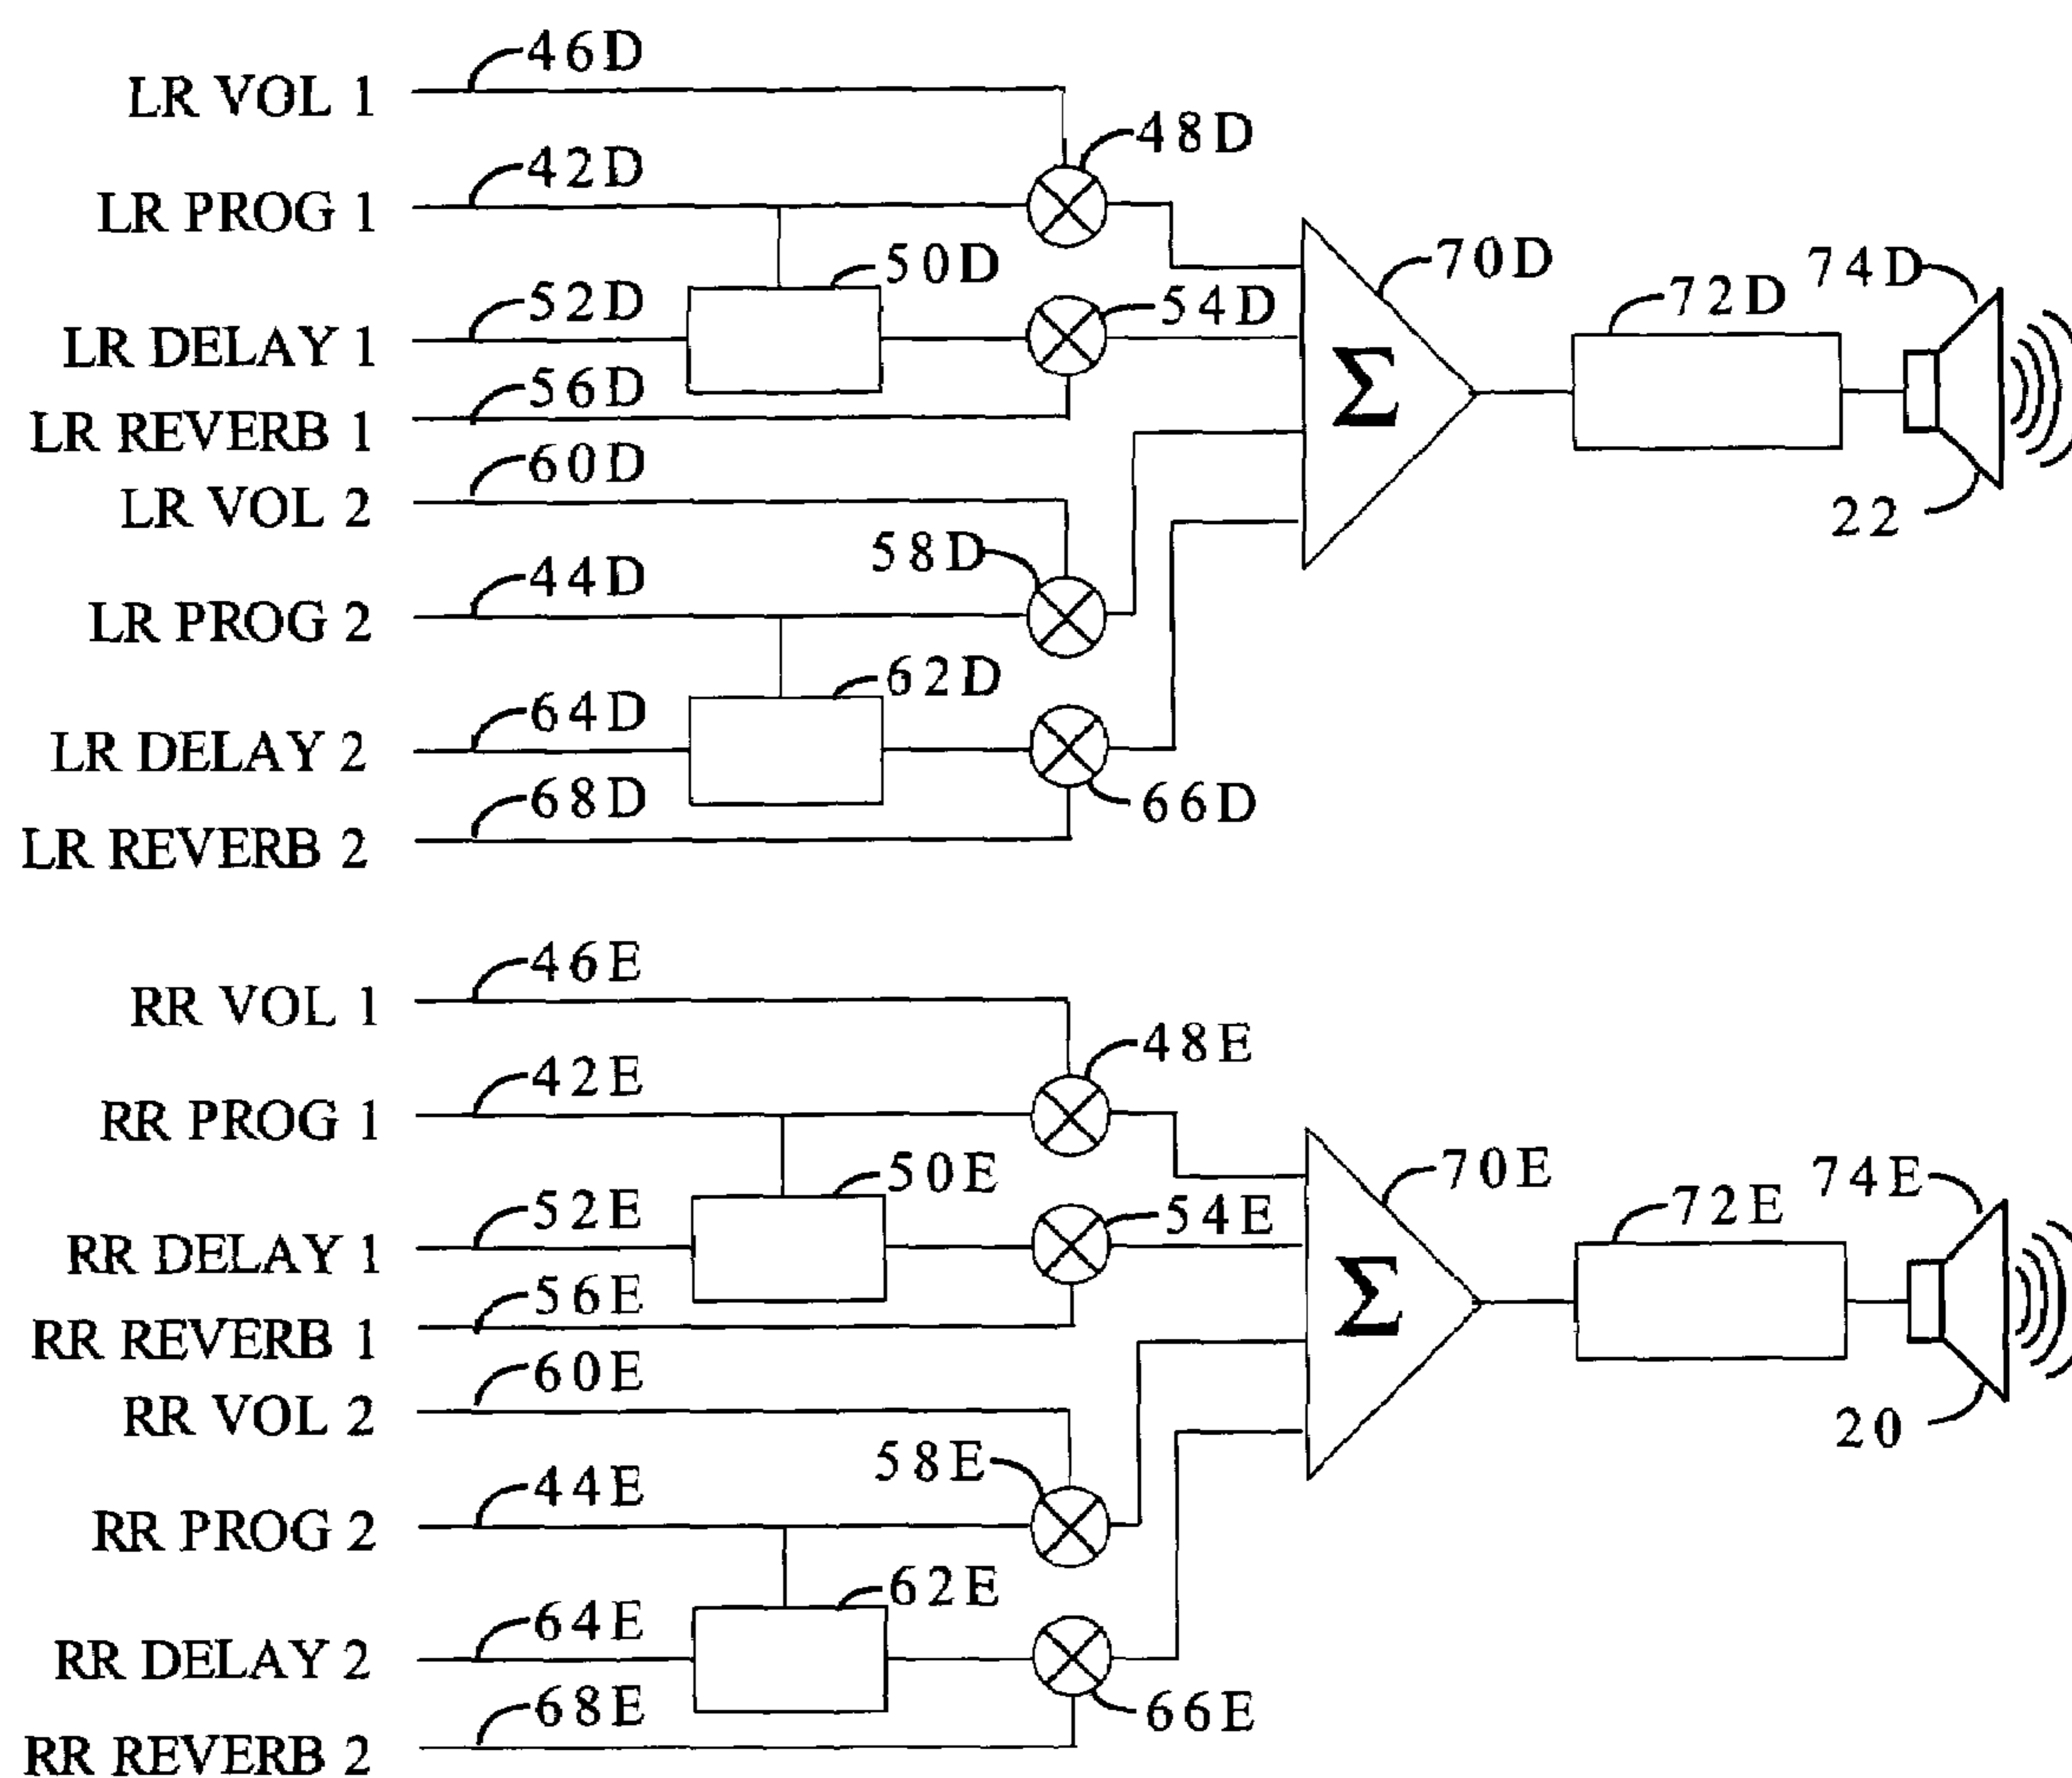 46D
LR VOL 1
48D
42D
LR PROG 1
50D
70D
74D
52D
54D
72D
LR DELAY 1
56D
Σ
LR REVERB 1
60D
LR VOL 2
22
58D
44D
LR PROG 2
62D
64D
LR DELAY 2
68D
66D
LR REVERB 2
46E
RR VOL 1
48E
42E
RR PROG 1
50E
70E
74E
52E
54E
72E
RR DELAY 1
56E
Σ
RR REVERB 1
60E
RR VOL 2
20
58E
44E
RR PROG 2
62E
64E
RR DELAY 2
68E
66E
RR REVERB 2